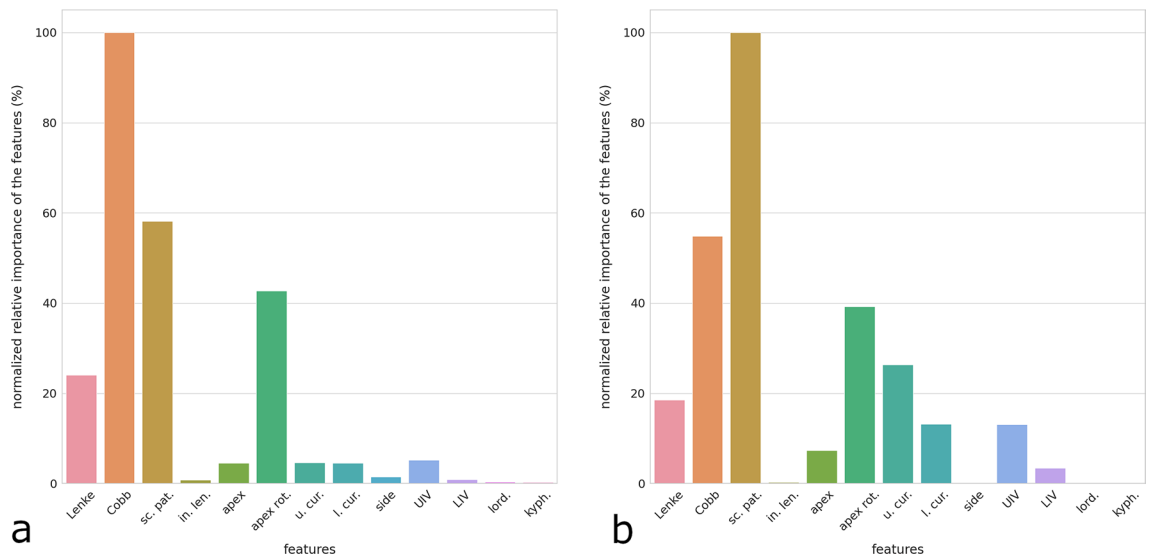 normalized relative importance of the features (%)
100
80
60
40
20
0
Lenke
Cobb
sc. pat.
in. len.
apex
apex rot.
u. cur.
l. cur.
side
UIV
LIV
lord.
kyph.
features
a
normalized relative importance of the features (%)
100
80
60
40
20
0
Lenke
Cobb
sc. pat.
in. len.
apex
apex rot.
u. cur.
l. cur.
side
UIV
LIV
lord.
kyph.
features
b